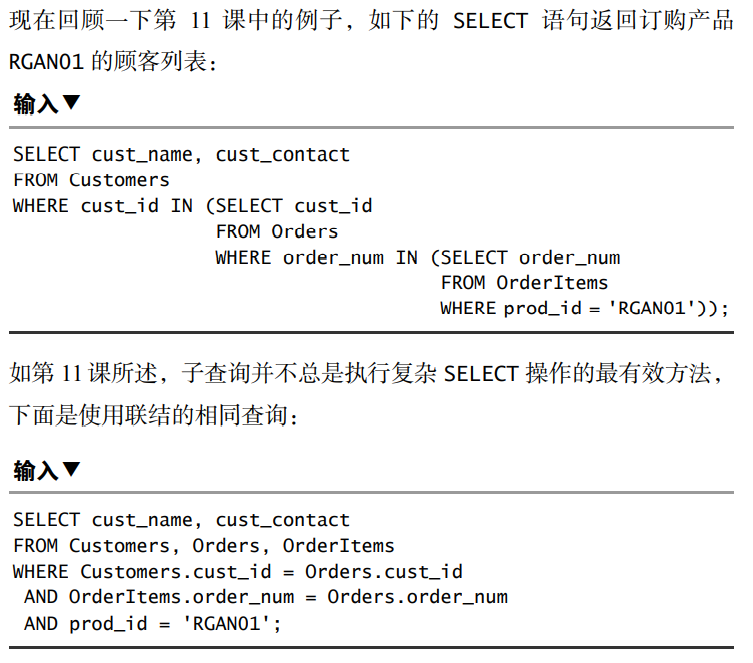 现在回顾一下第 11 课中的例子，如下的 SELECT 语句返回订购产品
RGAN01 的顾客列表：
输入▼
SELECT cust_name, cust_contact
FROM Customers
WHERE cust_id IN (SELECT cust_id
                  FROM Orders
                  WHERE order_num IN (SELECT order_num
                                      FROM OrderItems
                                      WHERE prod_id = 'RGAN01'));
如第 11 课所述，子查询并不总是执行复杂 SELECT 操作的最有效方法，
下面是使用联结的相同查询：
输入▼
SELECT cust_name, cust_contact
FROM Customers, Orders, OrderItems
WHERE Customers.cust_id = Orders.cust_id
 AND OrderItems.order_num = Orders.order_num
 AND prod_id = 'RGAN01';